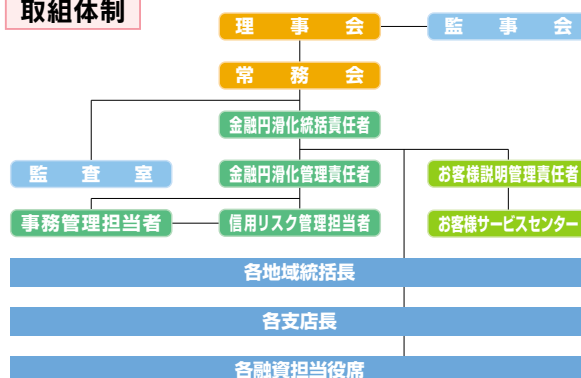 取組体制
理事会
監事会
常務会
金融円滑化統括責任者
監査室
金融円滑化管理責任者
お客様説明管理責任者
事務管理担当者
信用リスク管理担当者
お客様サービスセンター
各地域統括長
各支店長
各融資担当役席